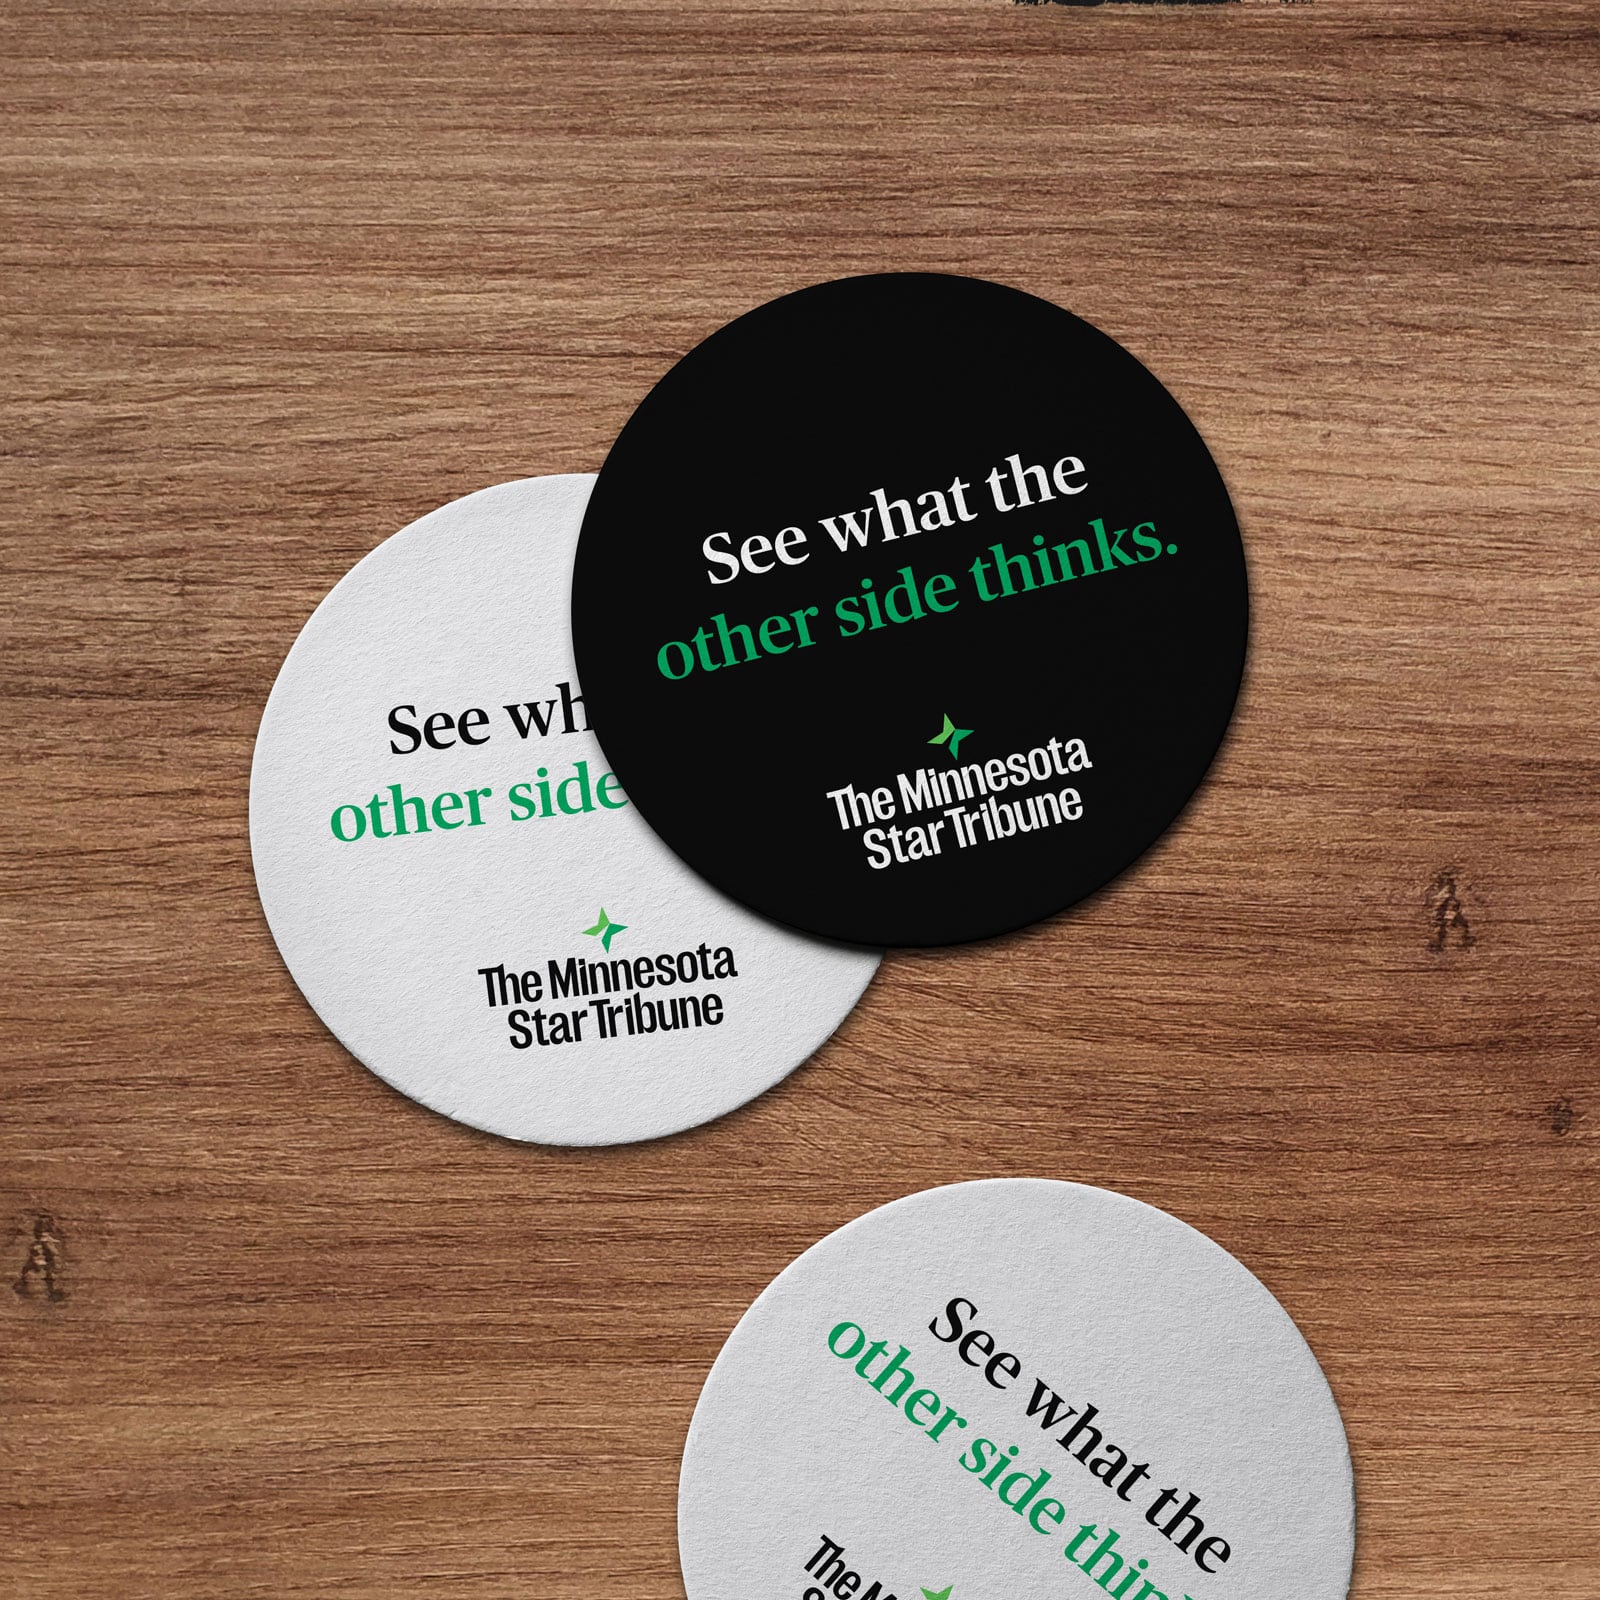 See what the
other side thinks.
The Minnesota
Star Tribune
See wh
other side
The Minnesota
Star Tribune
See what the
other side thin
The M